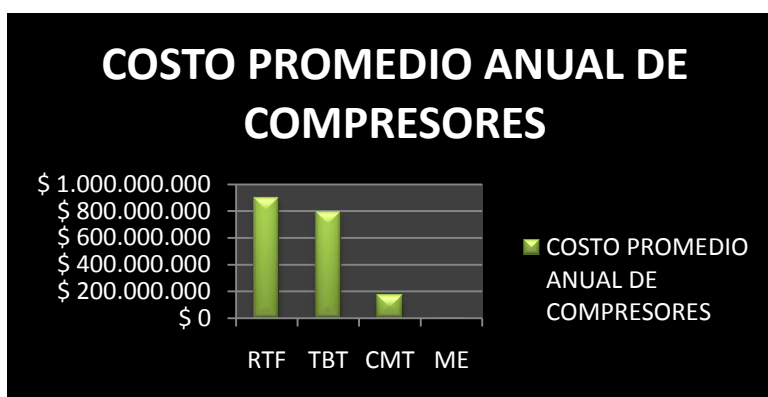 COSTO PROMEDIO ANUAL DE
COMPRESORES
$ 1.000.000.000
$ 800.000.000
$ 600.000.000
$ 400.000.000
$ 200.000.000
$ 0
RTF TBT CMT ME
COSTO PROMEDIO
ANUAL DE
COMPRESORES